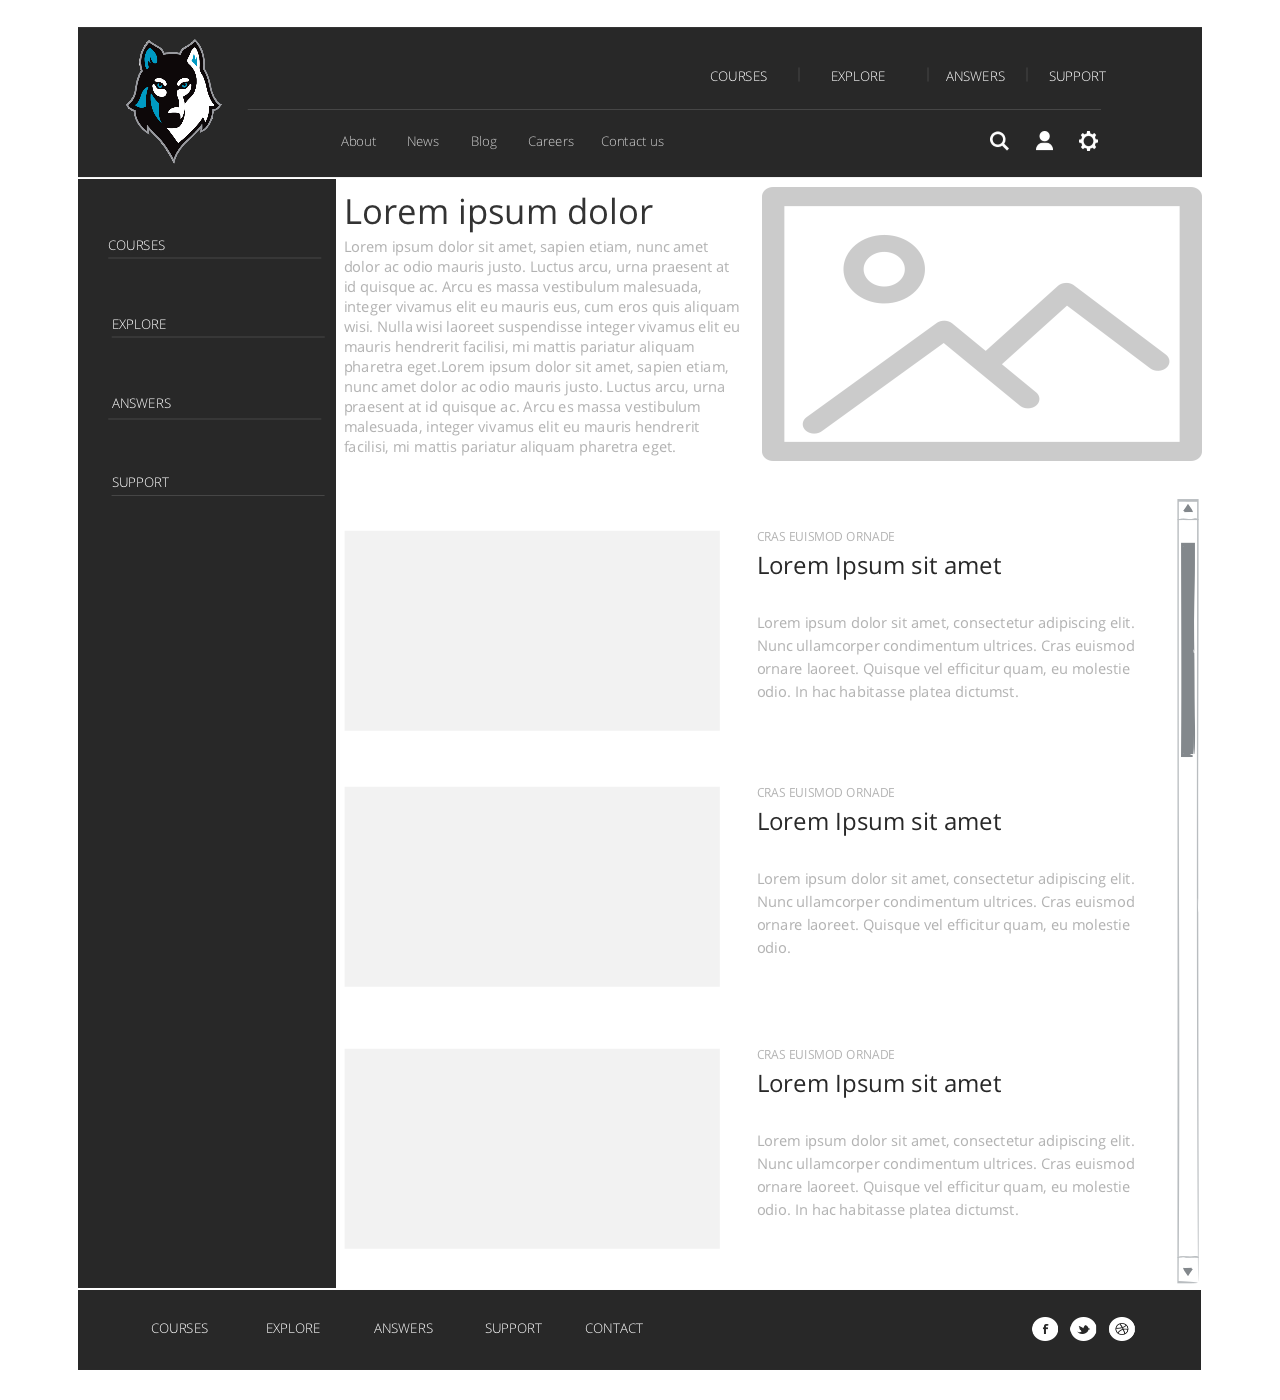 COURSES
EXPLORE
ANSWERS
SUPPORT
About
News
Blog
Careers
Contact us
COURSES
EXPLORE
ANSWERS
SUPPORT
Lorem ipsum dolor
Lorem ipsum dolor sit amet, sapien etiam, nunc amet
dolor ac odio mauris justo. Luctus arcu, urna praesent at
id quisque ac. Arcu es massa vestibulum malesuada,
integer vivamus elit eu mauris eus, cum eros quis aliquam
wisi. Nulla wisi laoreet suspendisse integer vivamus elit eu
mauris hendrerit facilisi, mi mattis pariatur aliquam
pharetra eget.Lorem ipsum dolor sit amet, sapien etiam,
nunc amet dolor ac odio mauris justo. Luctus arcu, urna
praesent at id quisque ac. Arcu es massa vestibulum
malesuada, integer vivamus elit eu mauris hendrerit
facilisi, mi mattis pariatur aliquam pharetra eget.
CRAS EUISMOD ORNADE
Lorem Ipsum sit amet
Lorem ipsum dolor sit amet, consectetur adipiscing elit.
Nunc ullamcorper condimentum ultrices. Cras euismod
ornare laoreet. Quisque vel efficitur quam, eu molestie
odio. In hac habitasse platea dictumst.
CRAS EUISMOD ORNADE
Lorem Ipsum sit amet
Lorem ipsum dolor sit amet, consectetur adipiscing elit.
Nunc ullamcorper condimentum ultrices. Cras euismod
ornare laoreet. Quisque vel efficitur quam, eu molestie
odio.
CRAS EUISMOD ORNADE
Lorem Ipsum sit amet
Lorem ipsum dolor sit amet, consectetur adipiscing elit.
Nunc ullamcorper condimentum ultrices. Cras euismod
ornare laoreet. Quisque vel efficitur quam, eu molestie
odio. In hac habitasse platea dictumst.
COURSES
EXPLORE
ANSWERS
SUPPORT
CONTACT